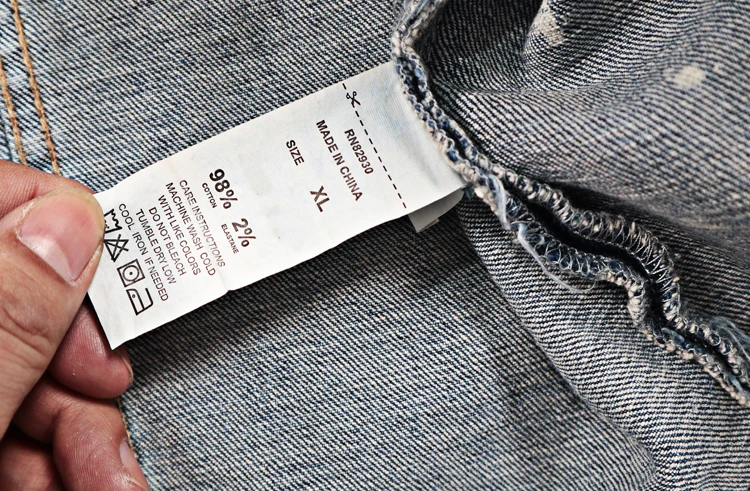 RN82930
MADE IN CHINA
SIZE XL
98% 2%
COTTON ELASTANE
CARE INSTRUCTIONS
MACHINE WASH COLD
WITH LIKE COLORS
DO NOT BLEACH
TUMBLE DRY LOW
COOL IRON IF NEEDED